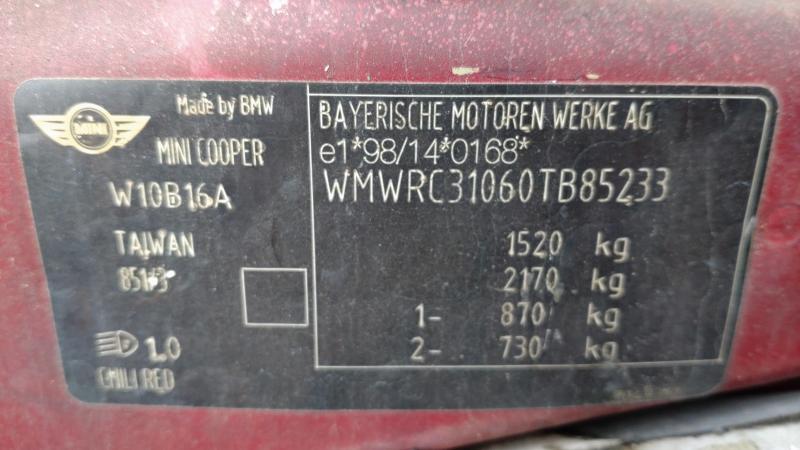 MINI
Made by BMW
MINI COOPER
W10B16A
TAIWAN
CHILI RED
1.0
BAYERISCHE MOTOREN WERKE AG
e1*98/14*0168*
WMWRC31060TB85233
1520 kg
2170 kg
1- 870 kg
2- 730 kg